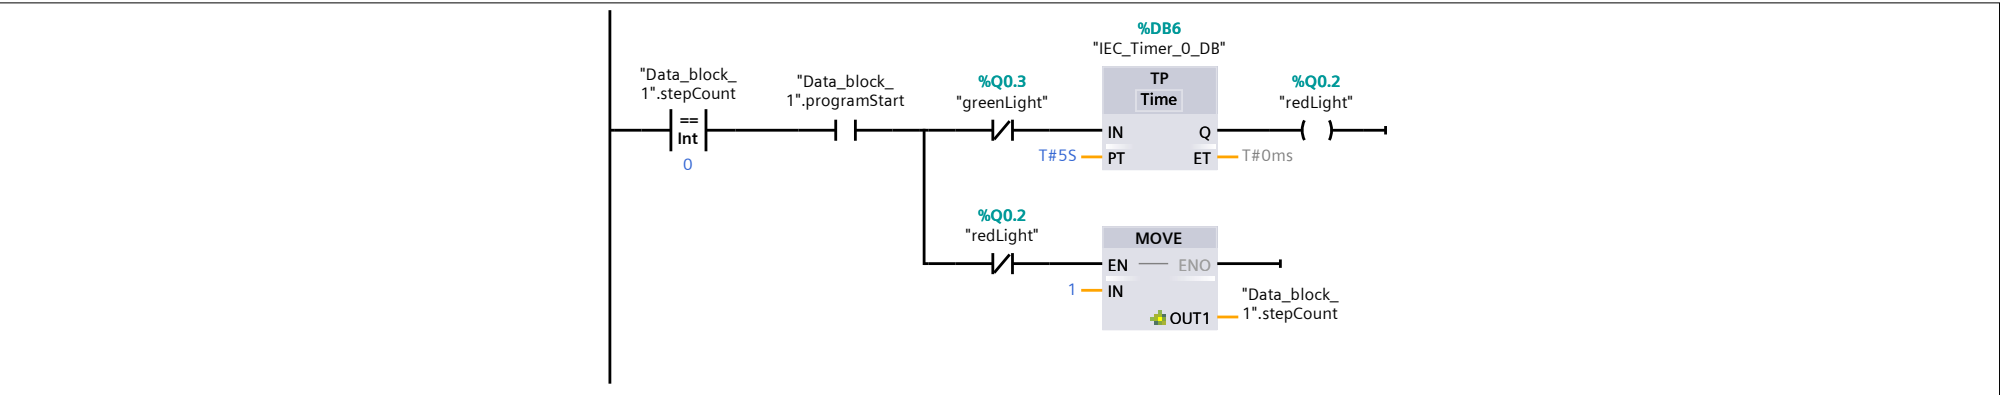 %DB6
"IEC_Timer_0_DB"
"Data_block_
1".stepCount
"Data_block_
1".programStart
%Q0.3
"greenLight"
TP
Time
%Q0.2
"redLight"
==
Int
0
IN
Q
T#5S
PT
ET
T#0ms
%Q0.2
"redLight"
MOVE
EN
ENO
1
IN
OUT1
"Data_block_
1".stepCount